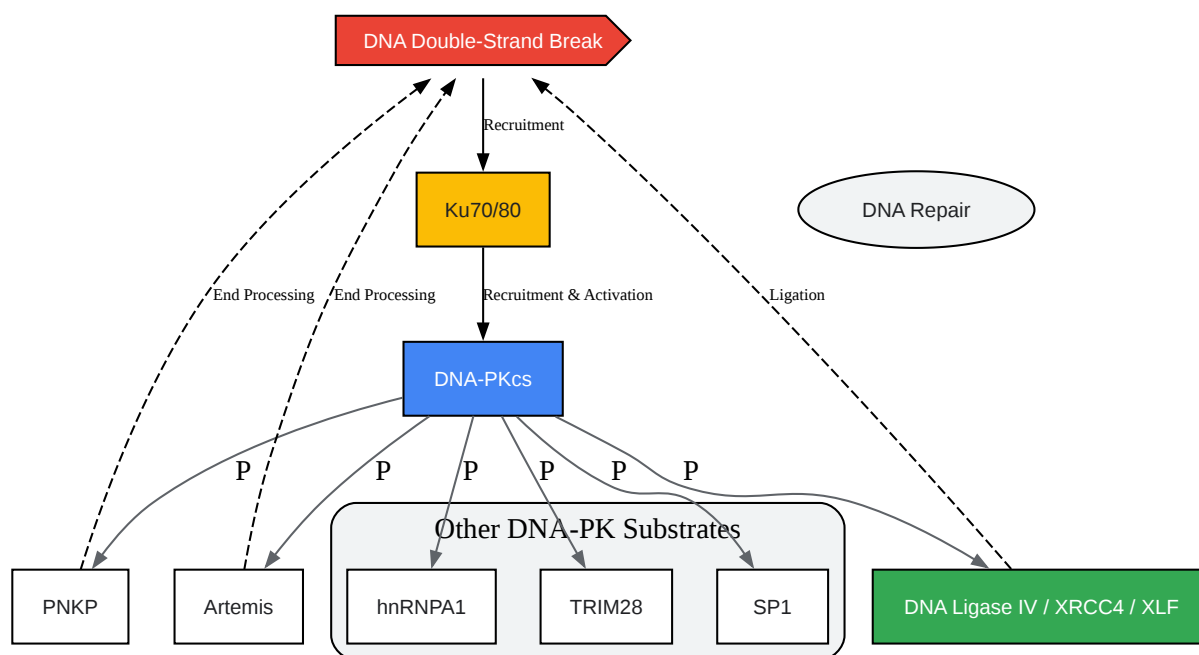 DNA Double-Strand Break
Recruitment
Ku70/80
DNA Repair
End Processing
End Processing
Recruitment & Activation
Ligation
DNA-PKcs
P
P
P
P
P
P
Other DNA-PK Substrates
PNKP
Artemis
hnRNPA1
TRIM28
SP1
DNA Ligase IV / XRCC4 / XLF